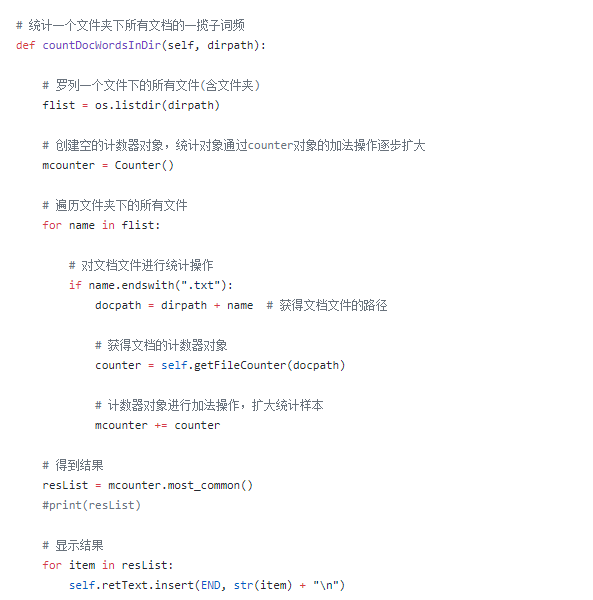 # 统计一个文件夹下所有文档的一揽子词频
def countDocWordsInDir(self, dirpath):
# 罗列一个文件下的所有文件(含文件夹)
flist = os.listdir(dirpath)
# 创建空的计数器对象，统计对象通过counter对象的加法操作逐步扩大
mcounter = Counter()
# 遍历文件夹下的所有文件
for name in flist:
# 对文档文件进行统计操作
if name.endswith(".txt"):
docpath = dirpath + name  # 获得文档文件的路径
# 获得文档的计数器对象
counter = self.getFileCounter(docpath)
# 计数器对象进行加法操作，扩大统计样本
mcounter += counter
# 得到结果
resList = mcounter.most_common()
#print(resList)
# 显示结果
for item in resList:
self.retText.insert(END, str(item) + "\n")